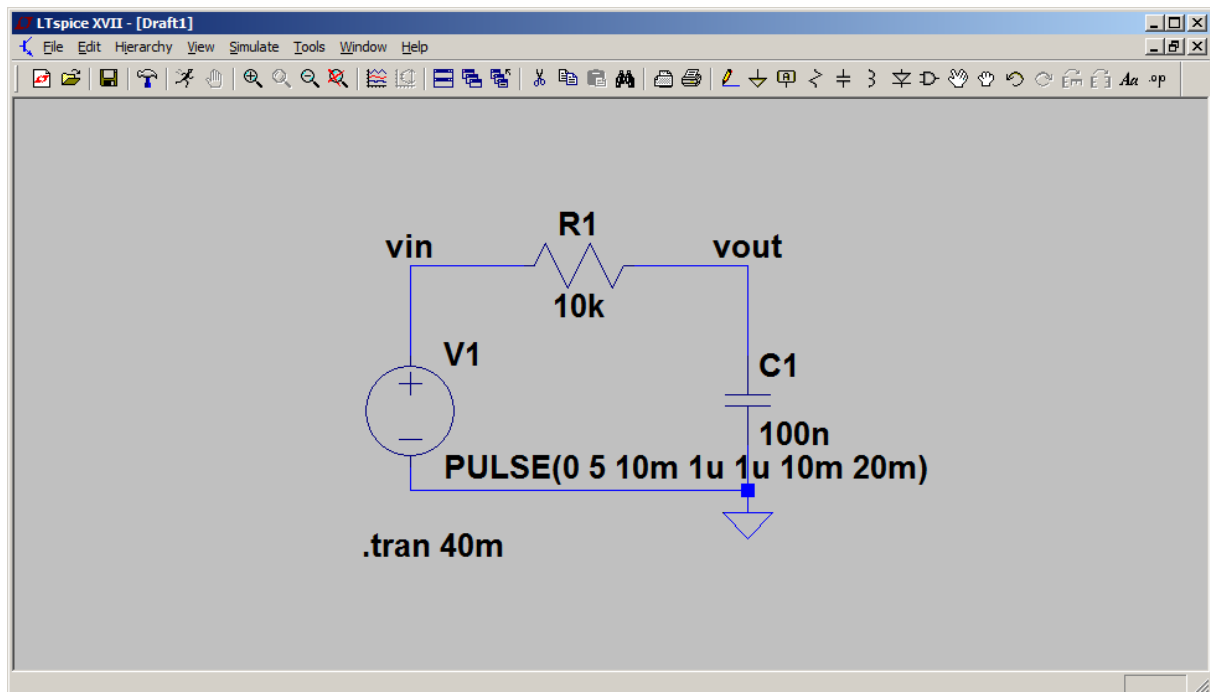 LTspice XVII - [Draft1]
File Edit Hierarchy View Simulate Tools Window Help
Aa .op
R1
vin
vout
10k
V1
C1
100n
PULSE(0 5 10m 1u 1u 10m 20m)
.tran 40m